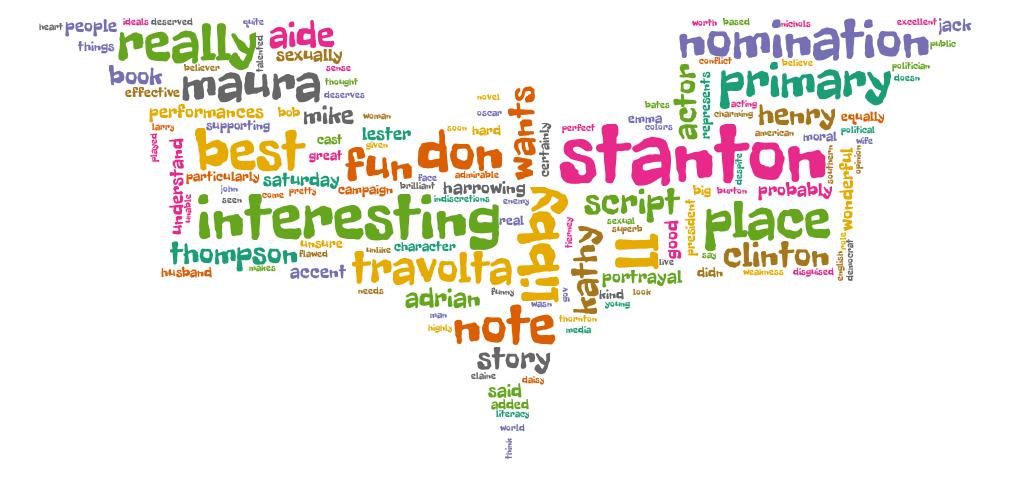 heart
people
ideals
deserved
quite
things
really
talented
aide
sexually
believer
sense
book
effective
maura
thought
deserves
performances
bob
mike
woman
larry
supporting
played
understand
best
cast
great
lester
given
fun
don
novel
oscar
soon
hard
wants
certainly
admirable
particularly
saturday
john
seen
come
pretty
campaign
brilliant
face
harrowing
indiscretions
enemy
unable
interesting
real
libby
thompson
unsure
flawed
unlike
character
husband
makes
accent
travolta
needs
adrian
funny
wasn
man
highly
note
story
elaine
daisy
said
added
literacy
world
think
worth
based
nichols
excellent
jack
nomination
public
conflict
believe
politician
actor
represents
primary
doesn
acting
bates
emma
colors
charming
henry
equally
american
moral
political
wife
perfect
stanton
despite
southern
opinion
wonderful
big
burton
probably
script
sexual
superb
tierney
president
good
place
kathy
ll
live
say
clinton
didn
weakness
disguised
english
role
democrat
portrayal
gov
kind
look
young
thornton
media